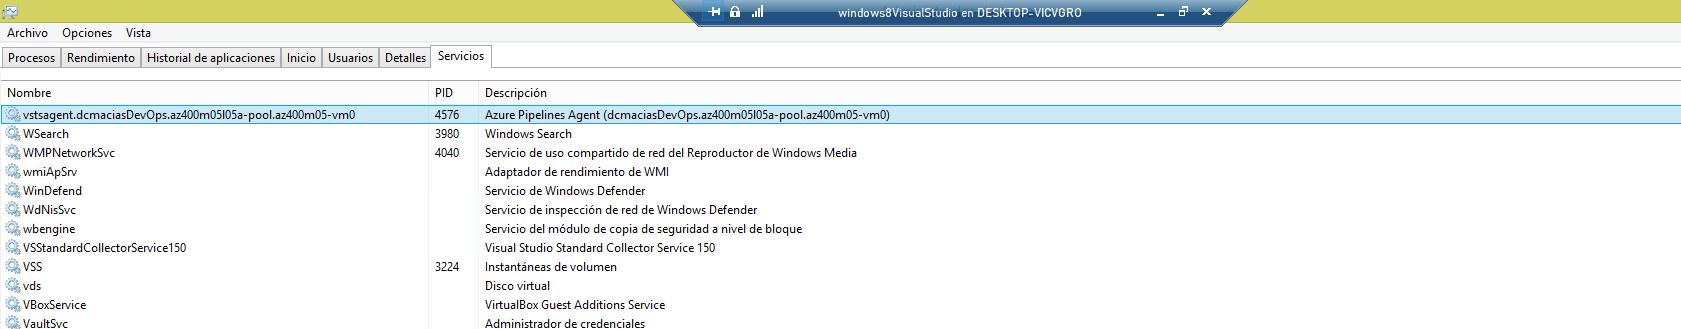 windows8VisualStudio en DESKTOP-VICVGRO
Archivo Opciones Vista
Procesos Rendimiento Historial de aplicaciones Inicio Usuarios Detalles Servicios
Nombre PID Descripción
vstsagent.dcmaciasDevOps.az400m05l05a-pool.az400m05-vm0 4576 Azure Pipelines Agent (dcmaciasDevOps.az400m05l05a-pool.az400m05-vm0)
WSearch 3980 Windows Search
WMPNetworkSvc 4040 Servicio de uso compartido de red del Reproductor de Windows Media
wmiApSrv Adaptador de rendimiento de WMI
WinDefend Servicio de Windows Defender
WdNisSvc Servicio de inspección de red de Windows Defender
wbengine Servicio del módulo de copia de seguridad a nivel de bloque
VSStandardCollectorService150 Visual Studio Standard Collector Service 150
VSS 3224 Instantáneas de volumen
vds Disco virtual
VBoxService VirtualBox Guest Additions Service
VaultSvc Administrador de credenciales